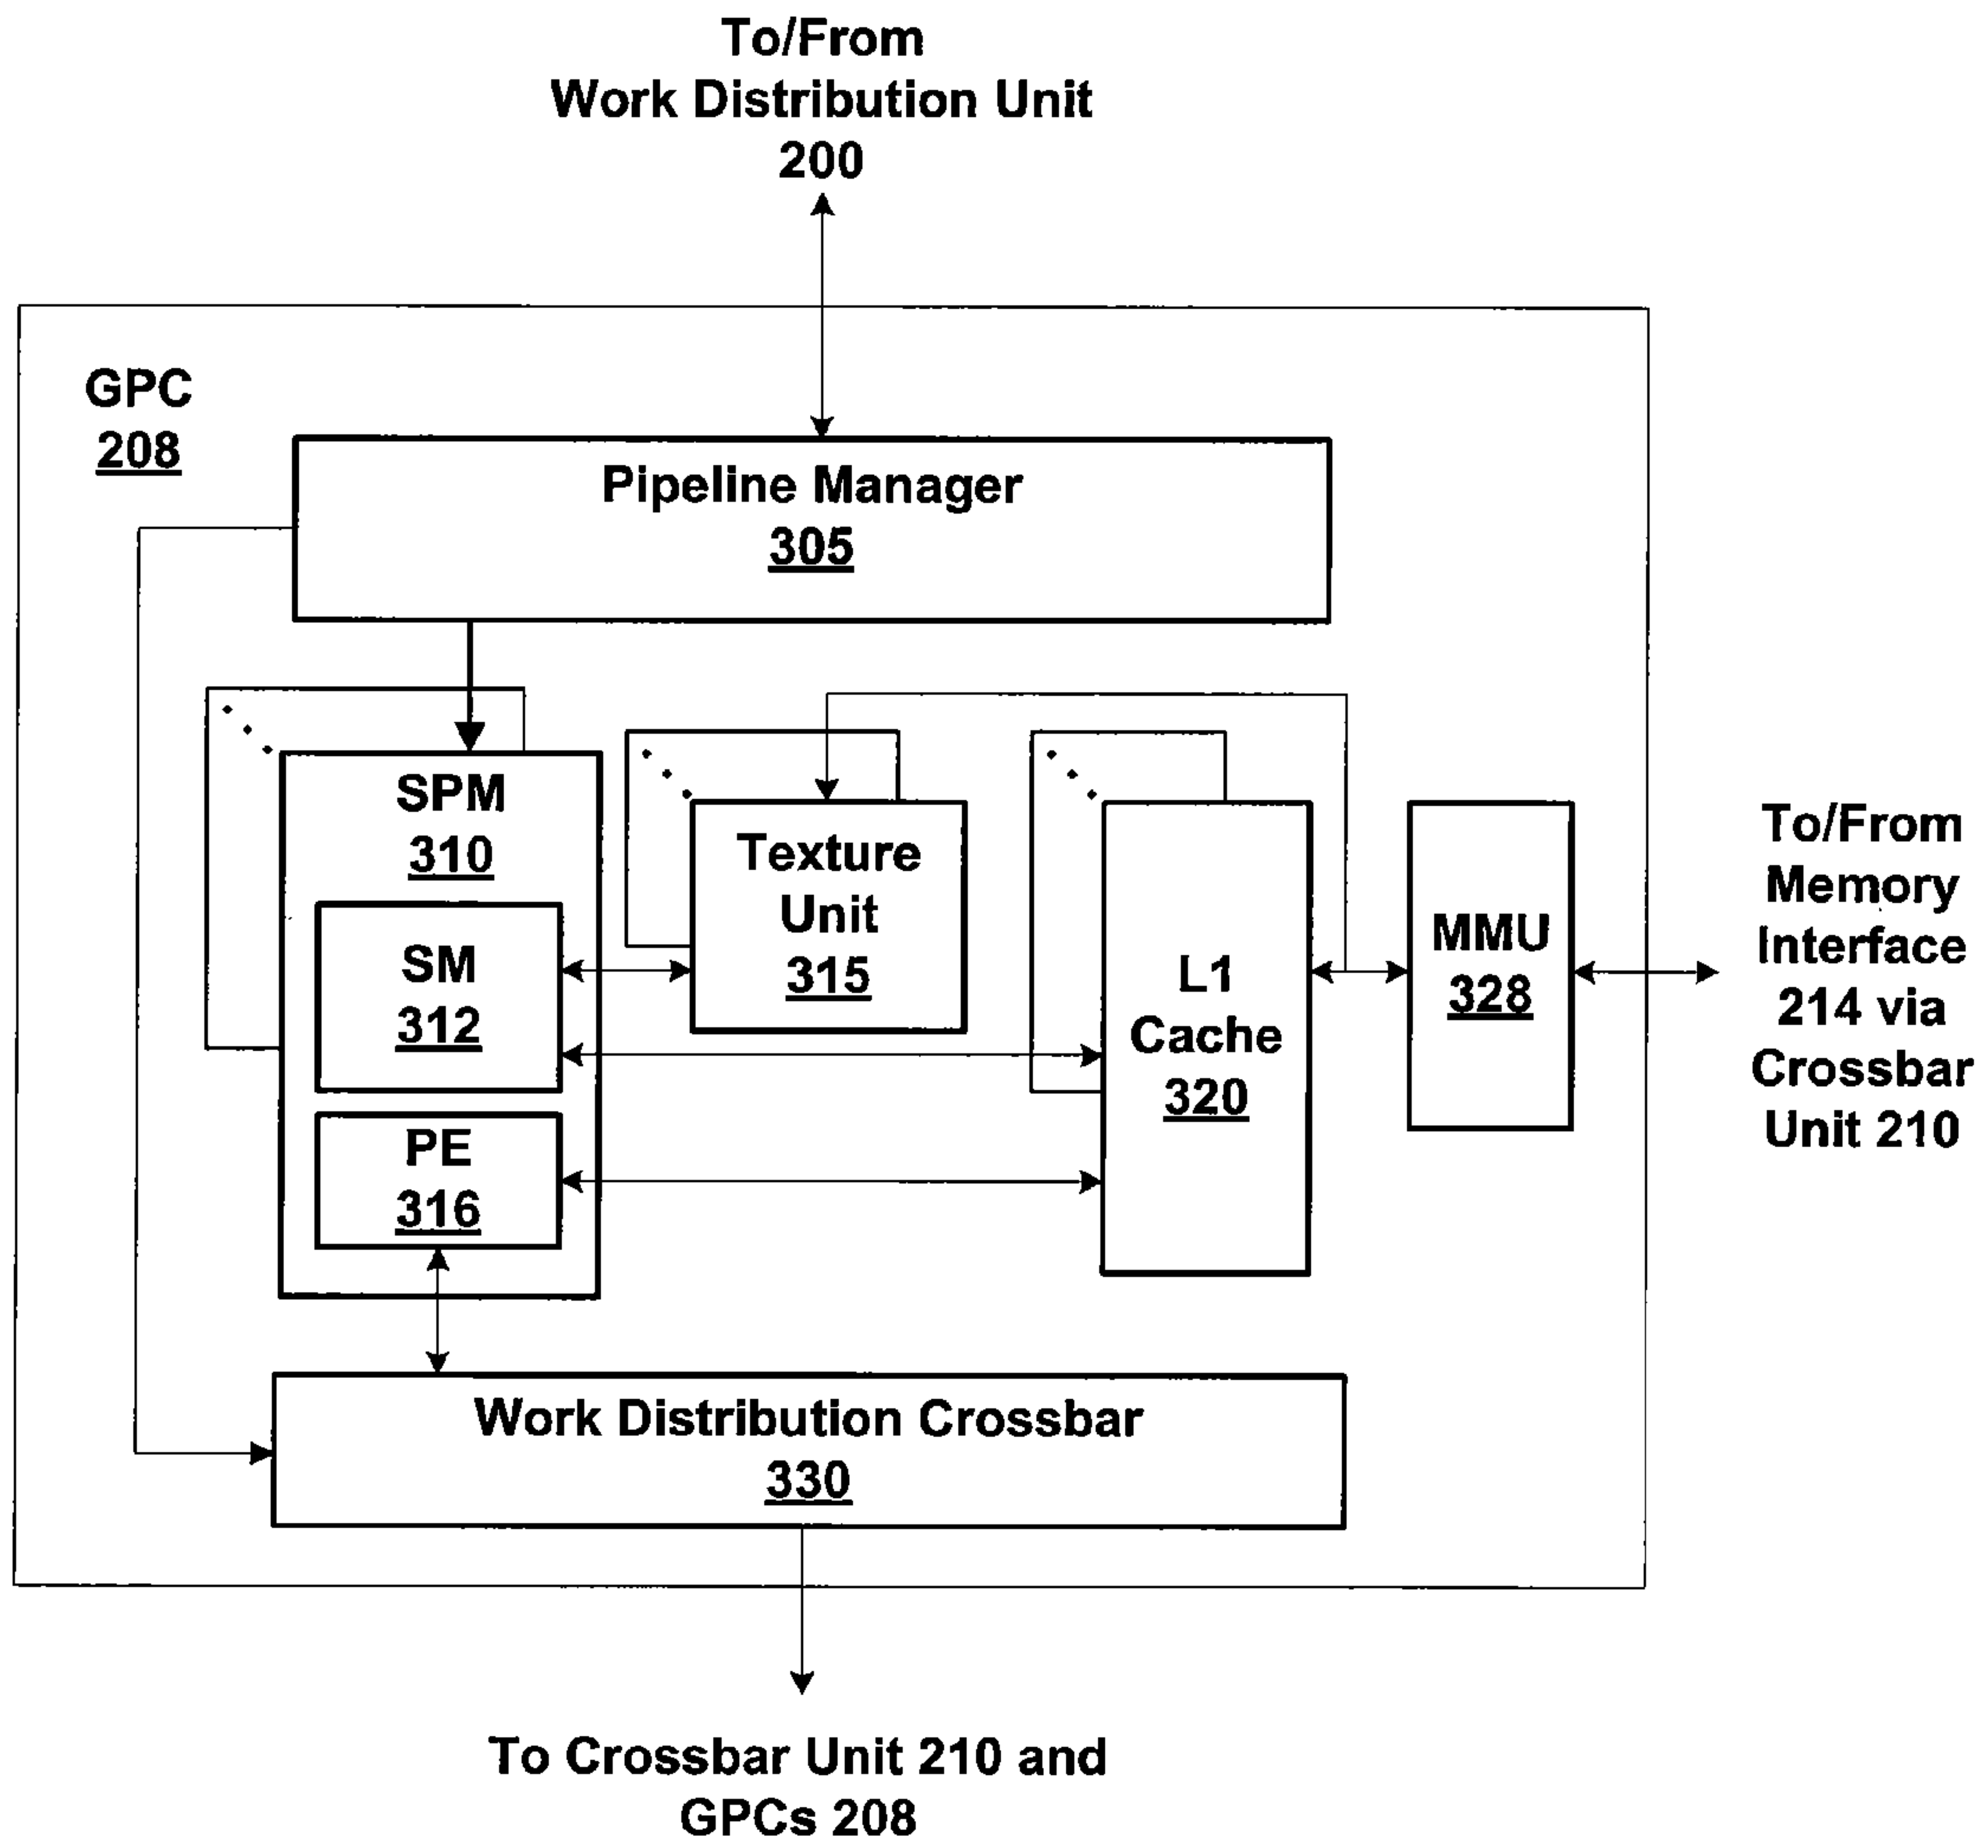 To/From
Work Distribution Unit
200
GPC
208
Pipeline Manager
305
SPM
310
SM
312
PE
316
Texture
Unit
315
L1
Cache
320
MMU
328
To/From
Memory
Interface
214 via
Crossbar
Unit 210
Work Distribution Crossbar
330
To Crossbar Unit 210 and
GPCs 208